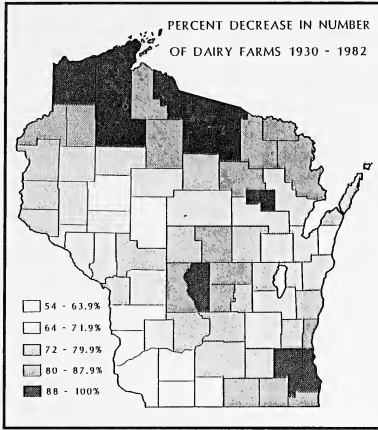 PERCENT DECREASE IN NUMBER
OF DAIRY FARMS 1930 - 1982
54 - 63.9%
64 - 71.9%
72 - 79.9%
80 - 87.9%
88 - 100%